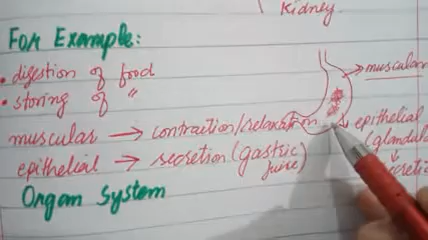 Kidney.
For Example:
• digestion of food
• storing of "
muscular
muscular → contraction/relaxation
epithelial
epithelial → secretion (gastric juice)
Organ System